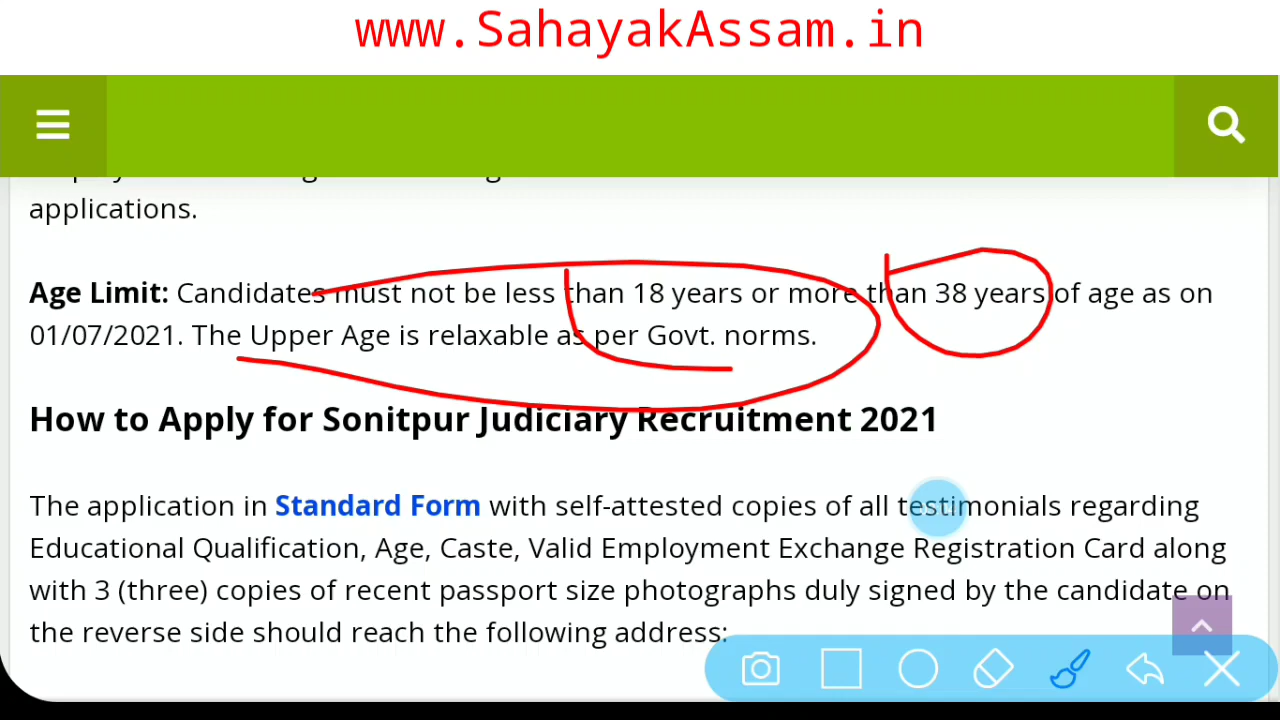 www.SahayakAssam.in
applications.
Age Limit: Candidates must not be less than 18 years or more than 38 years of age as on
01/07/2021. The Upper Age is relaxable as per Govt. norms.
How to Apply for Sonitpur Judiciary Recruitment 2021
The application in Standard Form with self-attested copies of all testimonials regarding
Educational Qualification, Age, Caste, Valid Employment Exchange Registration Card along
with 3 (three) copies of recent passport size photographs duly signed by the candidate on
the reverse side should reach the following address: